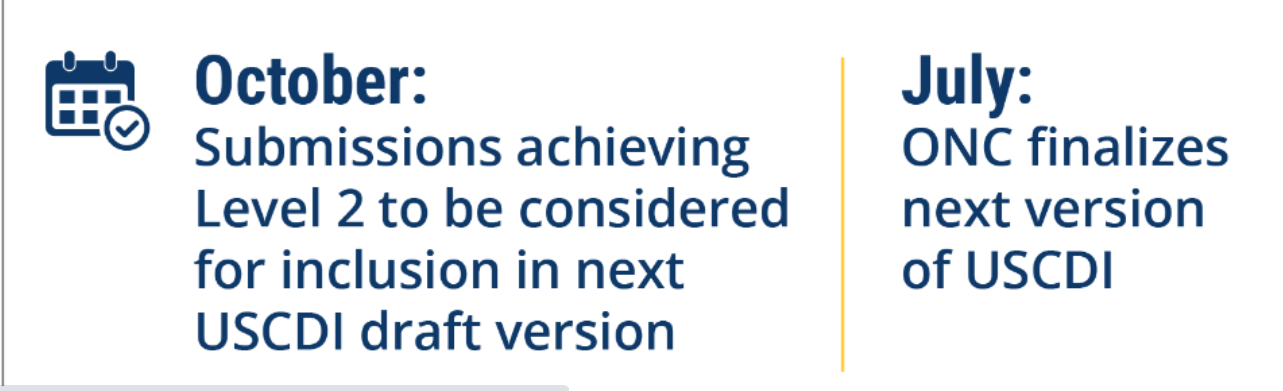 October:
Submissions achieving
Level 2 to be considered
for inclusion in next
USCDI draft version
July:
ONC finalizes
next version
of USCDI